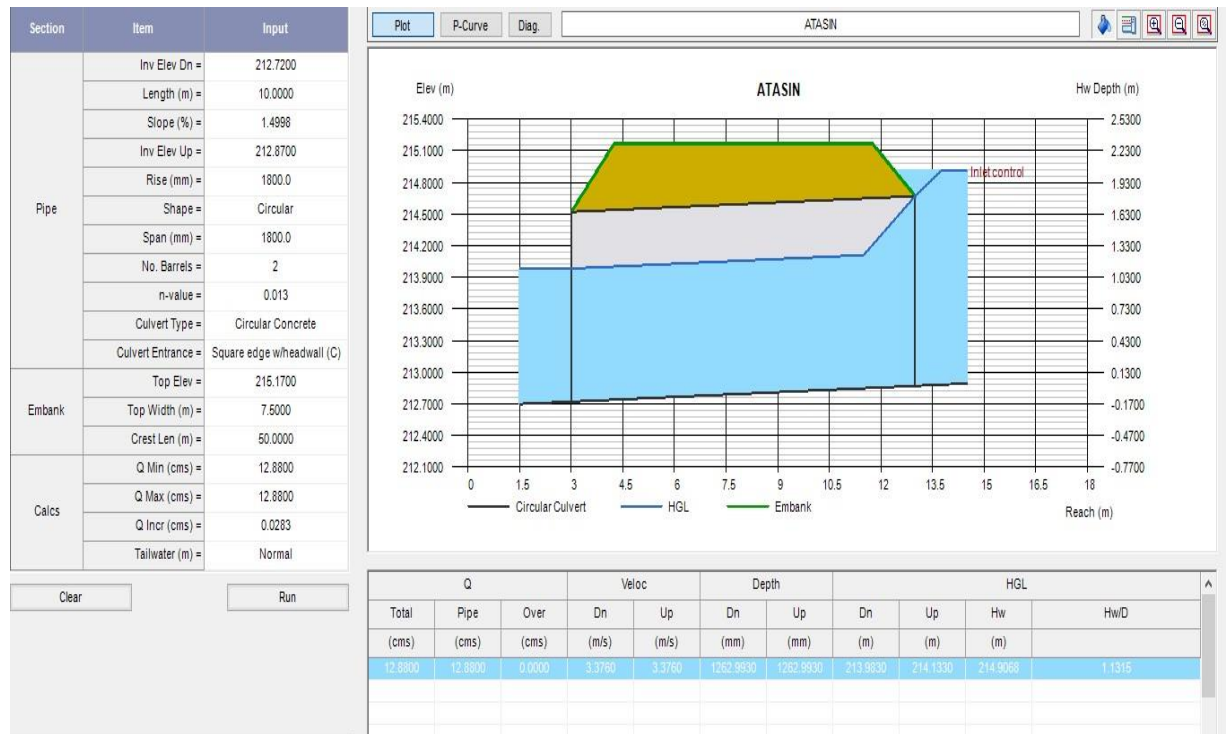 Section Item Input
Pipe
Inv Elev Dn = 212.7200
Length (m) = 10.0000
Slope (%) = 1.4998
Inv Elev Up = 212.8700
Rise (mm) = 1800.0
Shape = Circular
Span (mm) = 1800.0
No. Barrels = 2
n-value = 0.013
Culvert Type = Circular Concrete
Culvert Entrance = Square edge w/headwall (C)
Embank
Top Elev = 215.1700
Top Width (m) = 7.5000
Crest Len (m) = 50.0000
Calcs
Q Min (cms) = 12.8800
Q Max (cms) = 12.8800
Q Incr (cms) = 0.0283
Tailwater (m) = Normal
Clear Run
Plot P-Curve Diag. ATASIN
Elev (m) ATASIN Hw Depth (m)
215.4000 2.5300
215.1000 2.2300
214.8000 1.9300
Inlet control
214.5000 1.6300
214.2000 1.3300
213.9000 1.0300
213.6000 0.7300
213.3000 0.4300
213.0000 0.1300
212.7000 -0.1700
212.4000 -0.4700
212.1000 -0.7700
0 1.5 3 4.5 6 7.5 9 10.5 12 13.5 15 16.5 18
Circular Culvert HGL Embank
Reach (m)
Q Veloc Depth HGL
Total Pipe Over Dn Up Dn Up Dn Up Hw Hw/D
(cms) (cms) (cms) (m/s) (m/s) (mm) (mm) (m) (m) (m)
12.8800 12.8800 0.0000 3.3760 3.3760 1262.9930 1262.9930 213.9830 214.1330 214.9068 1.1315